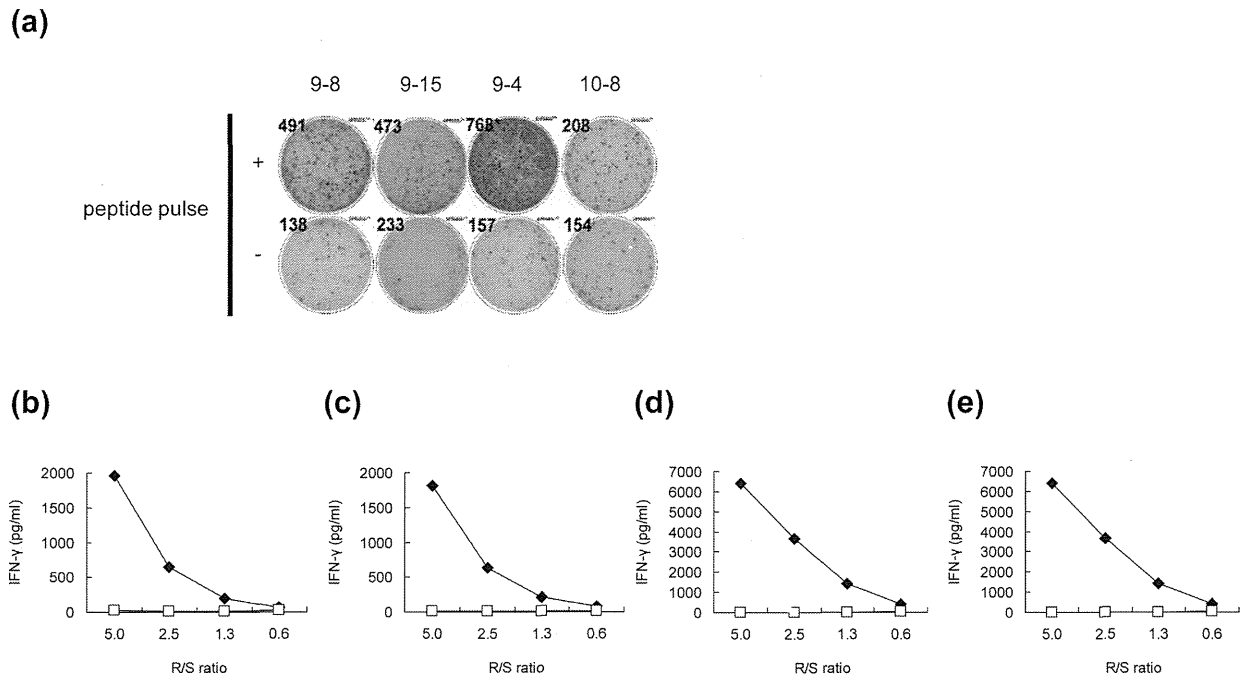 (a)
9-8 9-15 9-4 10-8
491 473 768 208
+
peptide pulse
138 233 157 154
-
(b) (c) (d) (e)
2000
1500
1000
500
0
IFN-γ (pg/ml)
5.0 2.5 1.3 0.6
R/S ratio
2000
1500
1000
500
0
IFN-γ (pg/ml)
5.0 2.5 1.3 0.6
R/S ratio
7000
6000
5000
4000
3000
2000
1000
0
IFN-γ (pg/ml)
5.0 2.5 1.3 0.6
R/S ratio
7000
6000
5000
4000
3000
2000
1000
0
IFN-γ (pg/ml)
5.0 2.5 1.3 0.6
R/S ratio